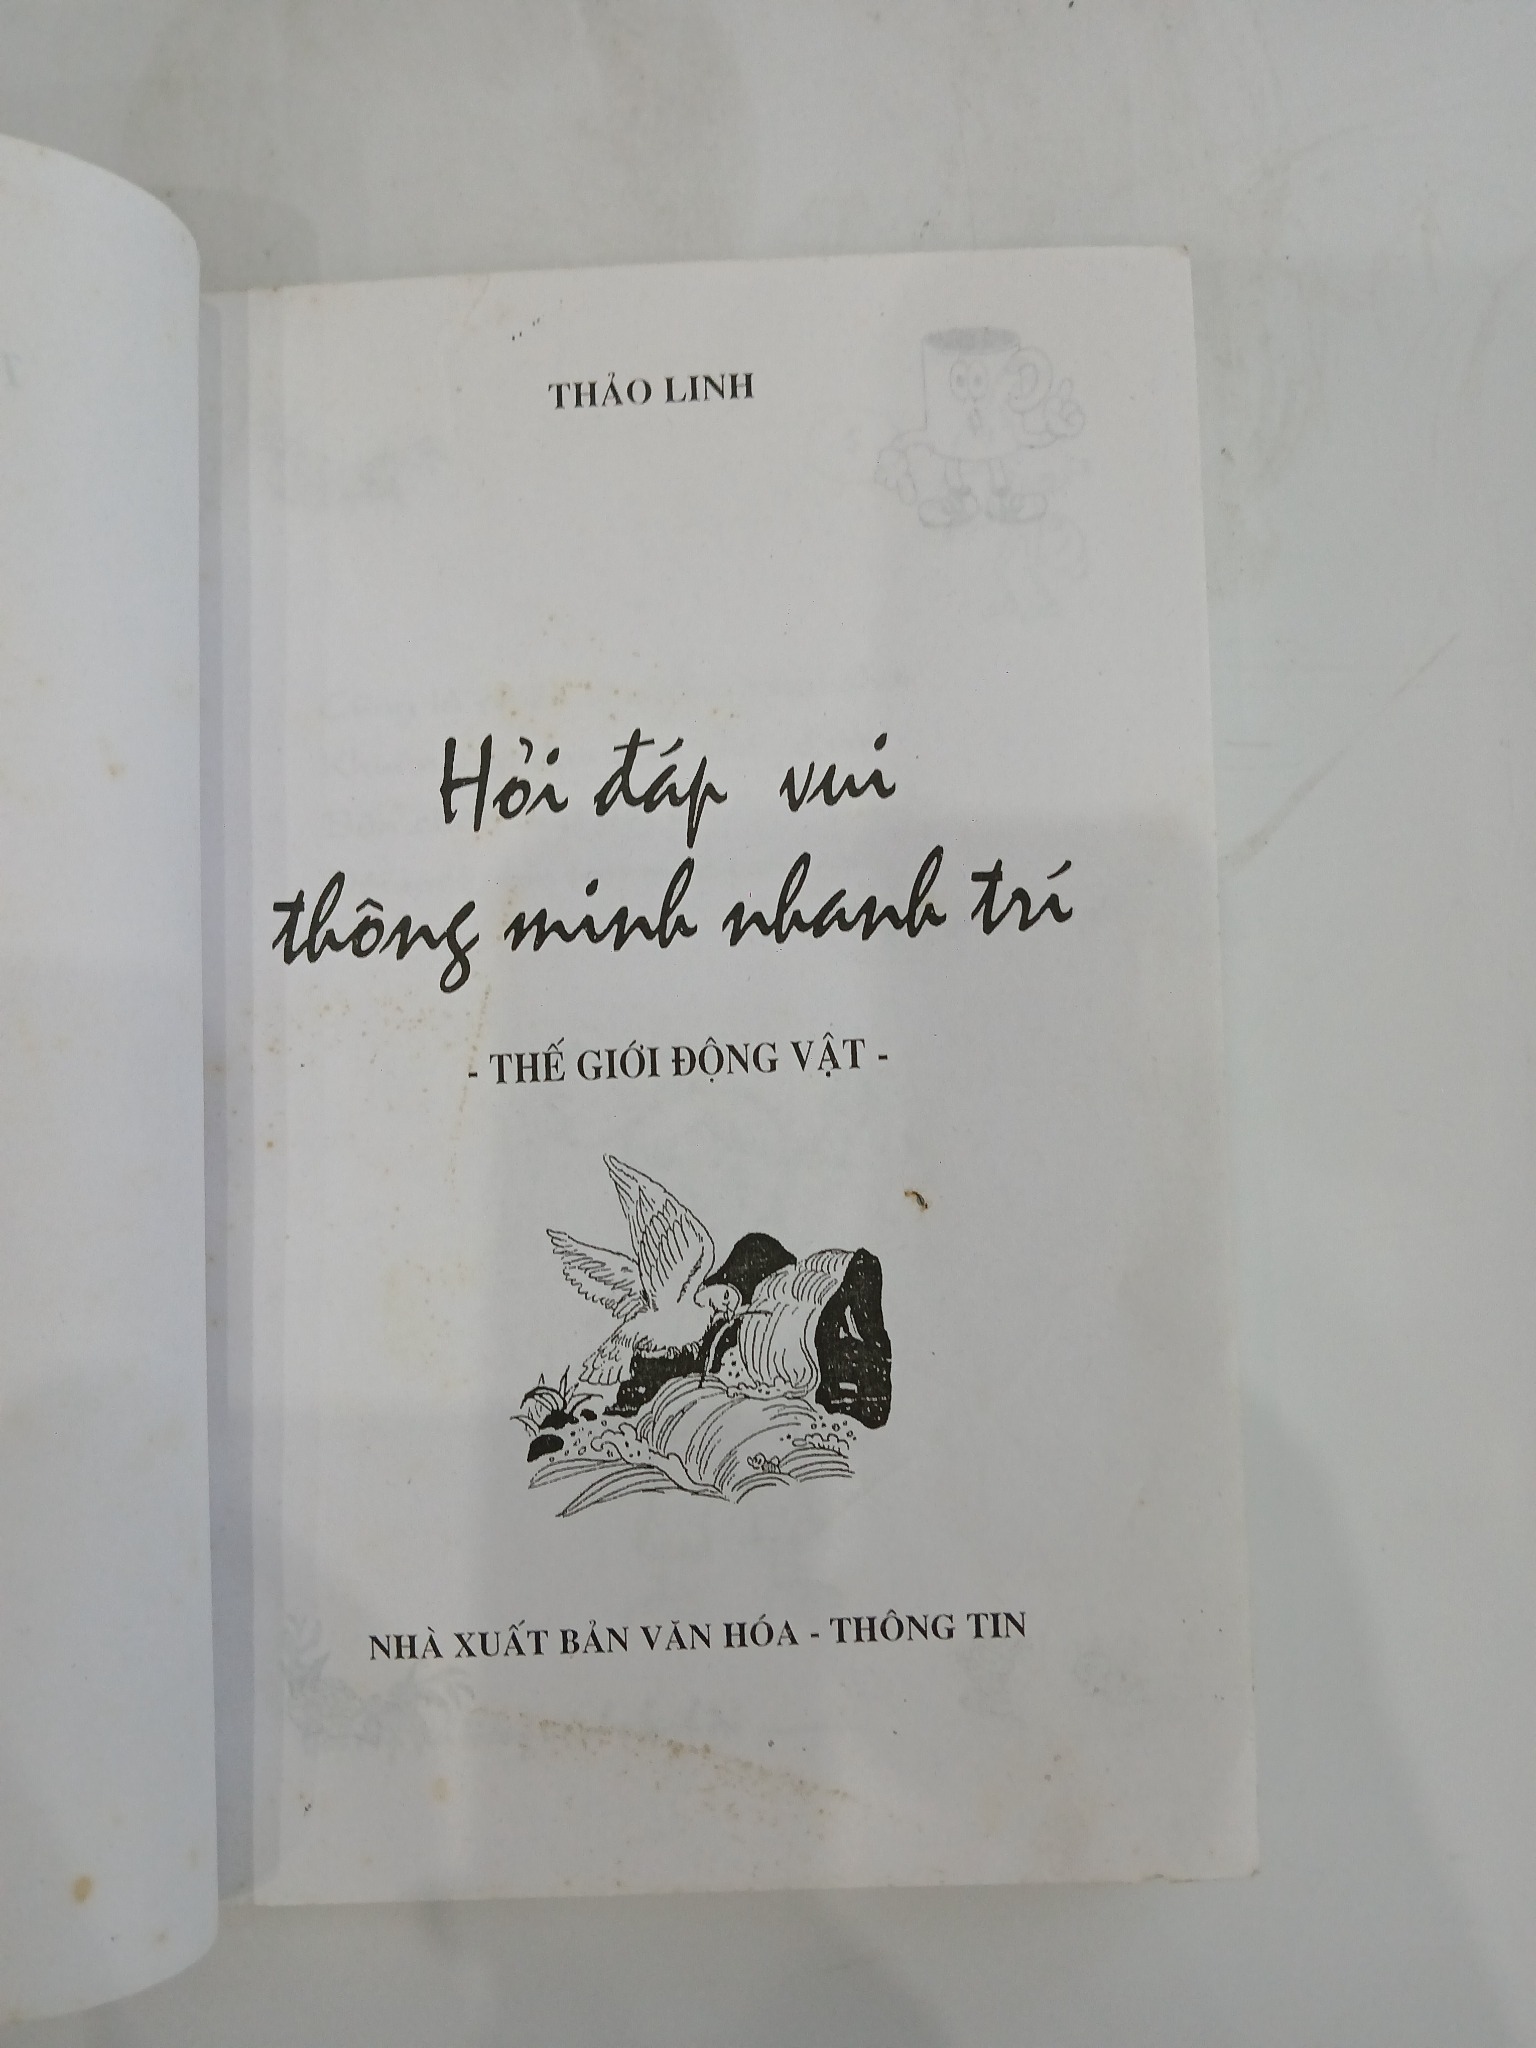 THẢO LINH
Hỏi đáp vui
thông minh nhanh trí
- THẾ GIỚI ĐỘNG VẬT -
NHÀ XUẤT BẢN VĂN HÓA - THÔNG TIN